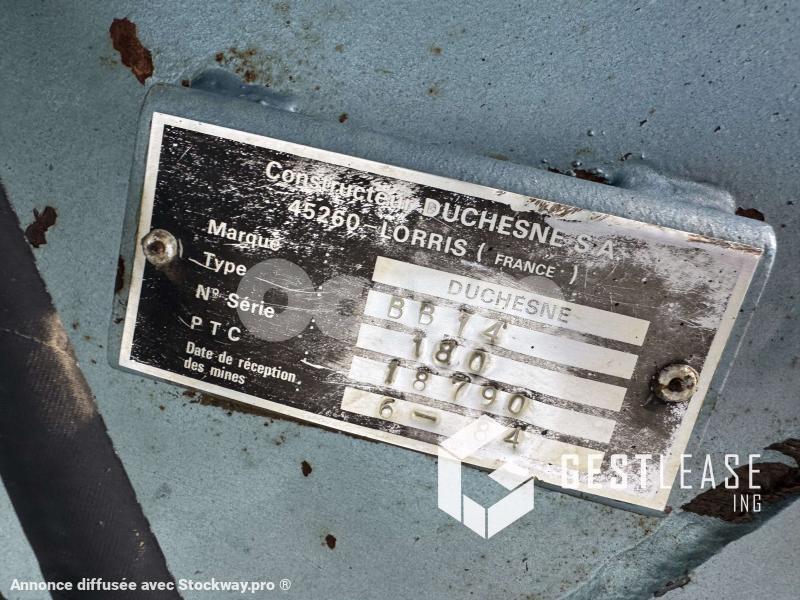 Constructeur DUCHESNE S.A.
45260-LORRIS ( FRANCE )
Marque DUCHESNE
Type BB14
N° Série 180
PTC 18790
Date de réception
des mines 6-84
GESTLEASE
ING
Annonce diffusée avec Stockway.pro ®